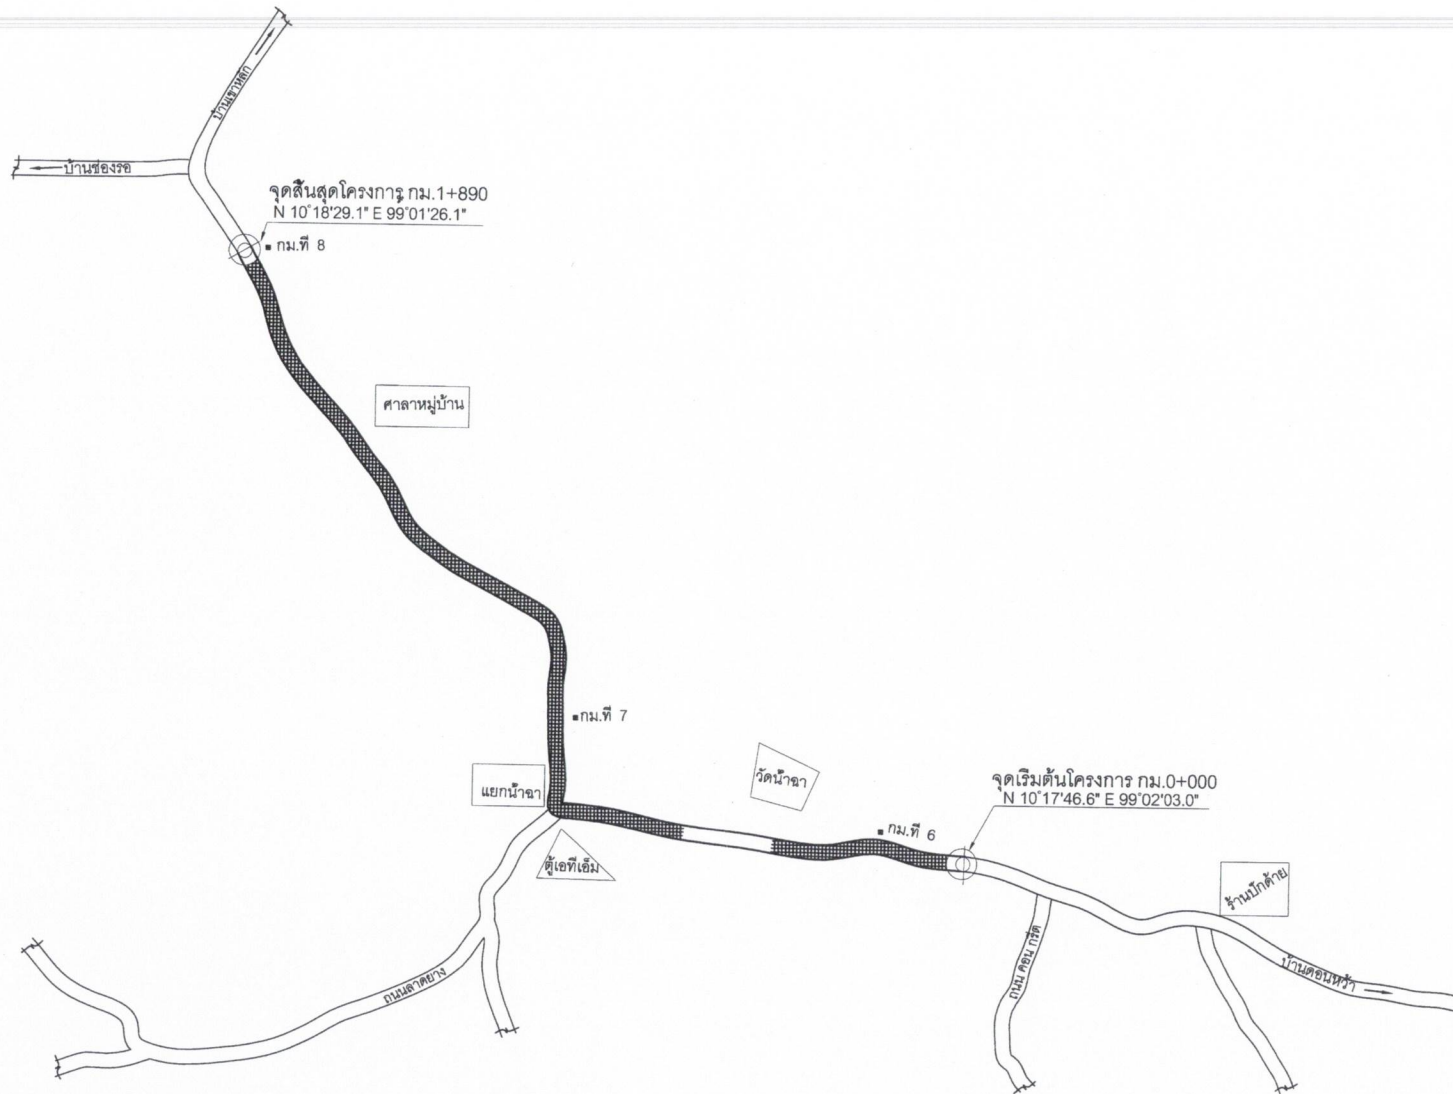 บ้านเขาหลัก
บ้านช่องรอ
จุดสิ้นสุดโครงการ กม.1+890
N 10°18'29.1" E 99°01'26.1"
กม.ที่ 8
ศาลาหมู่บ้าน
กม.ที่ 7
แยกน้ำฉา
วัดน้ำฉา
จุดเริ่มต้นโครงการ กม.0+000
N 10°17'46.6" E 99°02'03.0"
กม.ที่ 6
ตู้เอทีเอ็ม
ร้านปักด้าย
ถนน คอน กรีต
บ้านดอนหว้า
ถนนลาดยาง